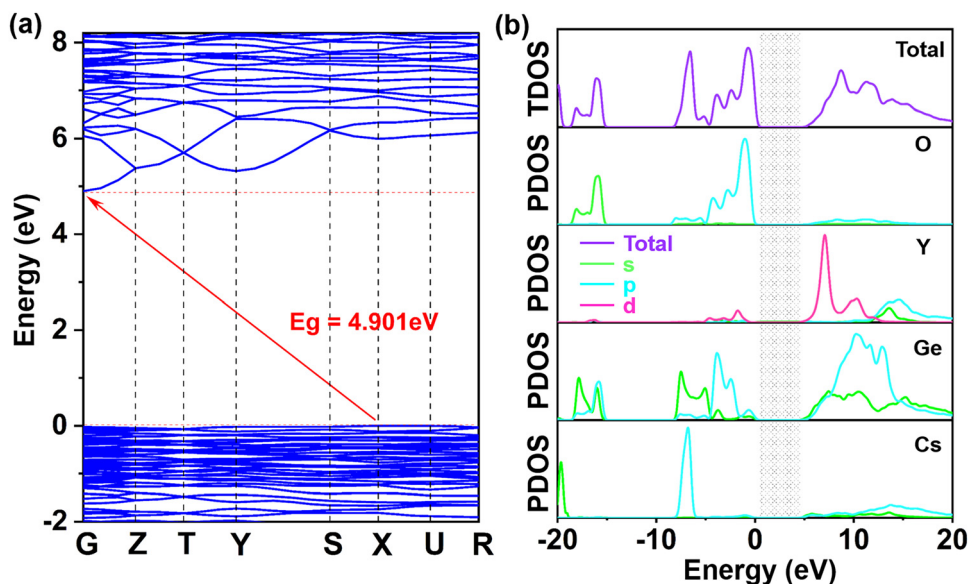 (a)
8
6
4
2
0
-2
Energy (eV)
Eg = 4.901eV
G Z T Y S X U R
(b)
TDOS
Total
PDOS
O
PDOS
Y
Total
s
p
d
PDOS
Ge
PDOS
Cs
-20 -10 0 10 20
Energy (eV)